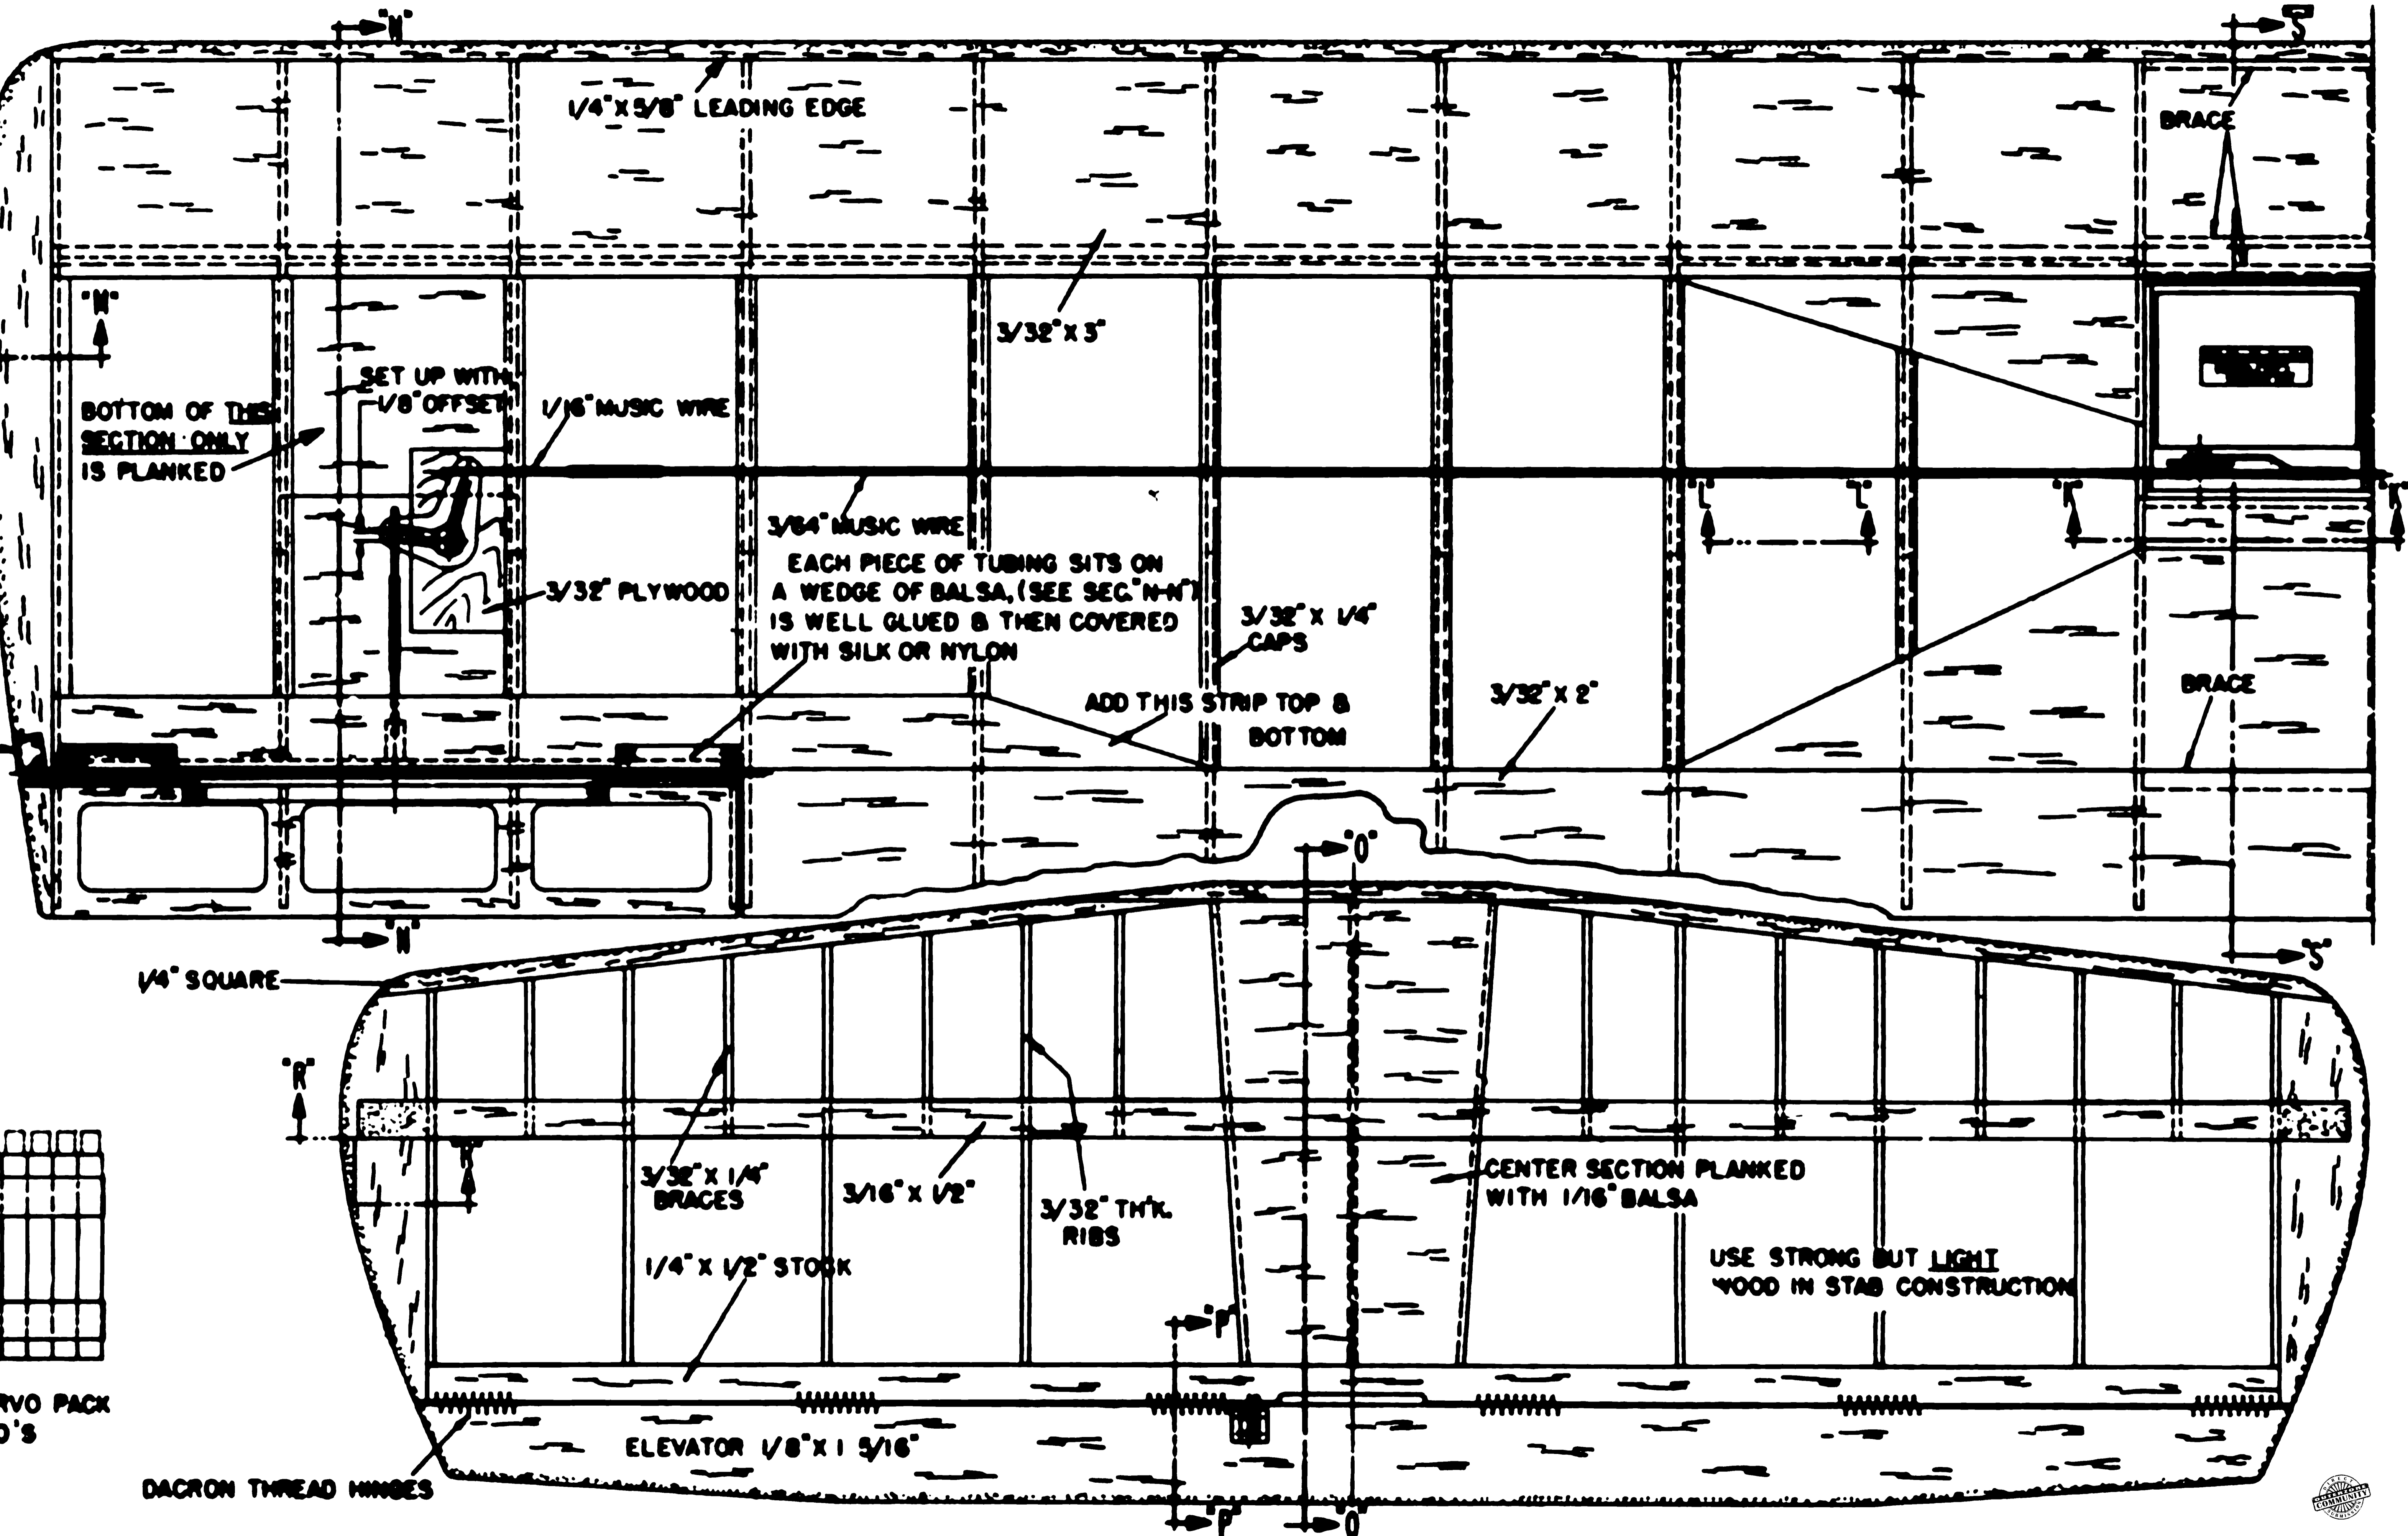 "N"
"S"
1/4" X 5/8" LEADING EDGE
BRACE
"M"
3/32" X 3"
SET UP WITH
1/8" OFFSET
1/16" MUSIC WIRE
BOTTOM OF THIS
SECTION ONLY
IS PLANKED
"L" "L" "K" "K"
3/64" MUSIC WIRE
EACH PIECE OF TUBING SITS ON
A WEDGE OF BALSA, (SEE SEC. "N-N")
IS WELL GLUED & THEN COVERED
WITH SILK OR NYLON
3/32" PLYWOOD
3/32" X 1/4"
CAPS
ADD THIS STRIP TOP &
BOTTOM
3/32" X 2"
BRACE
"O"
"N"
"S"
1/4" SQUARE
"R"
"R"
3/32" X 1/4"
BRACES
3/16" X 1/2"
3/32" TH'K.
RIBS
CENTER SECTION PLANKED
WITH 1/16" BALSA
1/4" X 1/2" STOCK
USE STRONG BUT LIGHT
WOOD IN STAB CONSTRUCTION
"P"
RVO PACK
O'S
ELEVATOR 1/8" X 1 5/16"
DACRON THREAD HINGES
"P" "O"
COMMUNITY